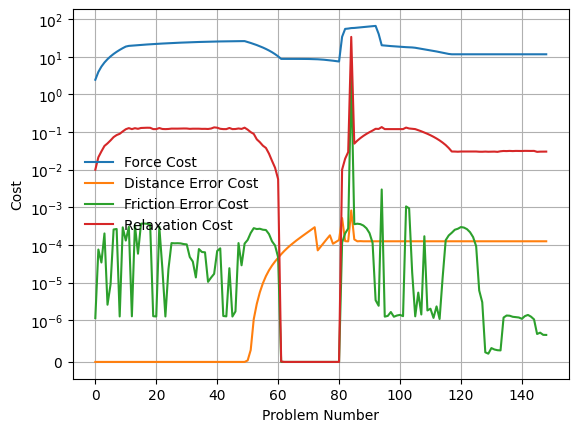 10²
10¹
10⁰
10⁻¹
10⁻²
10⁻³
10⁻⁴
10⁻⁵
10⁻⁶
0
Cost
Force Cost
Distance Error Cost
Friction Error Cost
Relaxation Cost
0 20 40 60 80 100 120 140
Problem Number